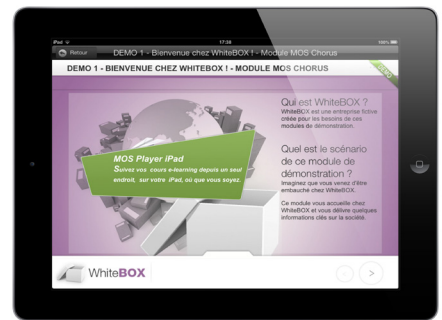 iPad
17:38
100%
Retour
DEMO 1 - Bienvenue chez WhiteBOX ! - Module MOS Chorus
DEMO 1 - BIENVENUE CHEZ WHITEBOX ! - MODULE MOS CHORUS
MOS Player iPad
Suivez vos cours e-learning depuis un seul
endroit, sur votre iPad, où que vous soyez.
Qui est WhiteBOX ?
WhiteBOX est une entreprise fictive
créée pour les besoins de ces
modules de démonstration.
Quel est le scénario
de ce module de
démonstration ?
Imaginez que vous venez d'être
embauché chez WhiteBOX.
Ce module vous accueille chez
WhiteBOX et vous délivre quelques
informations clés sur la société.
WhiteBOX